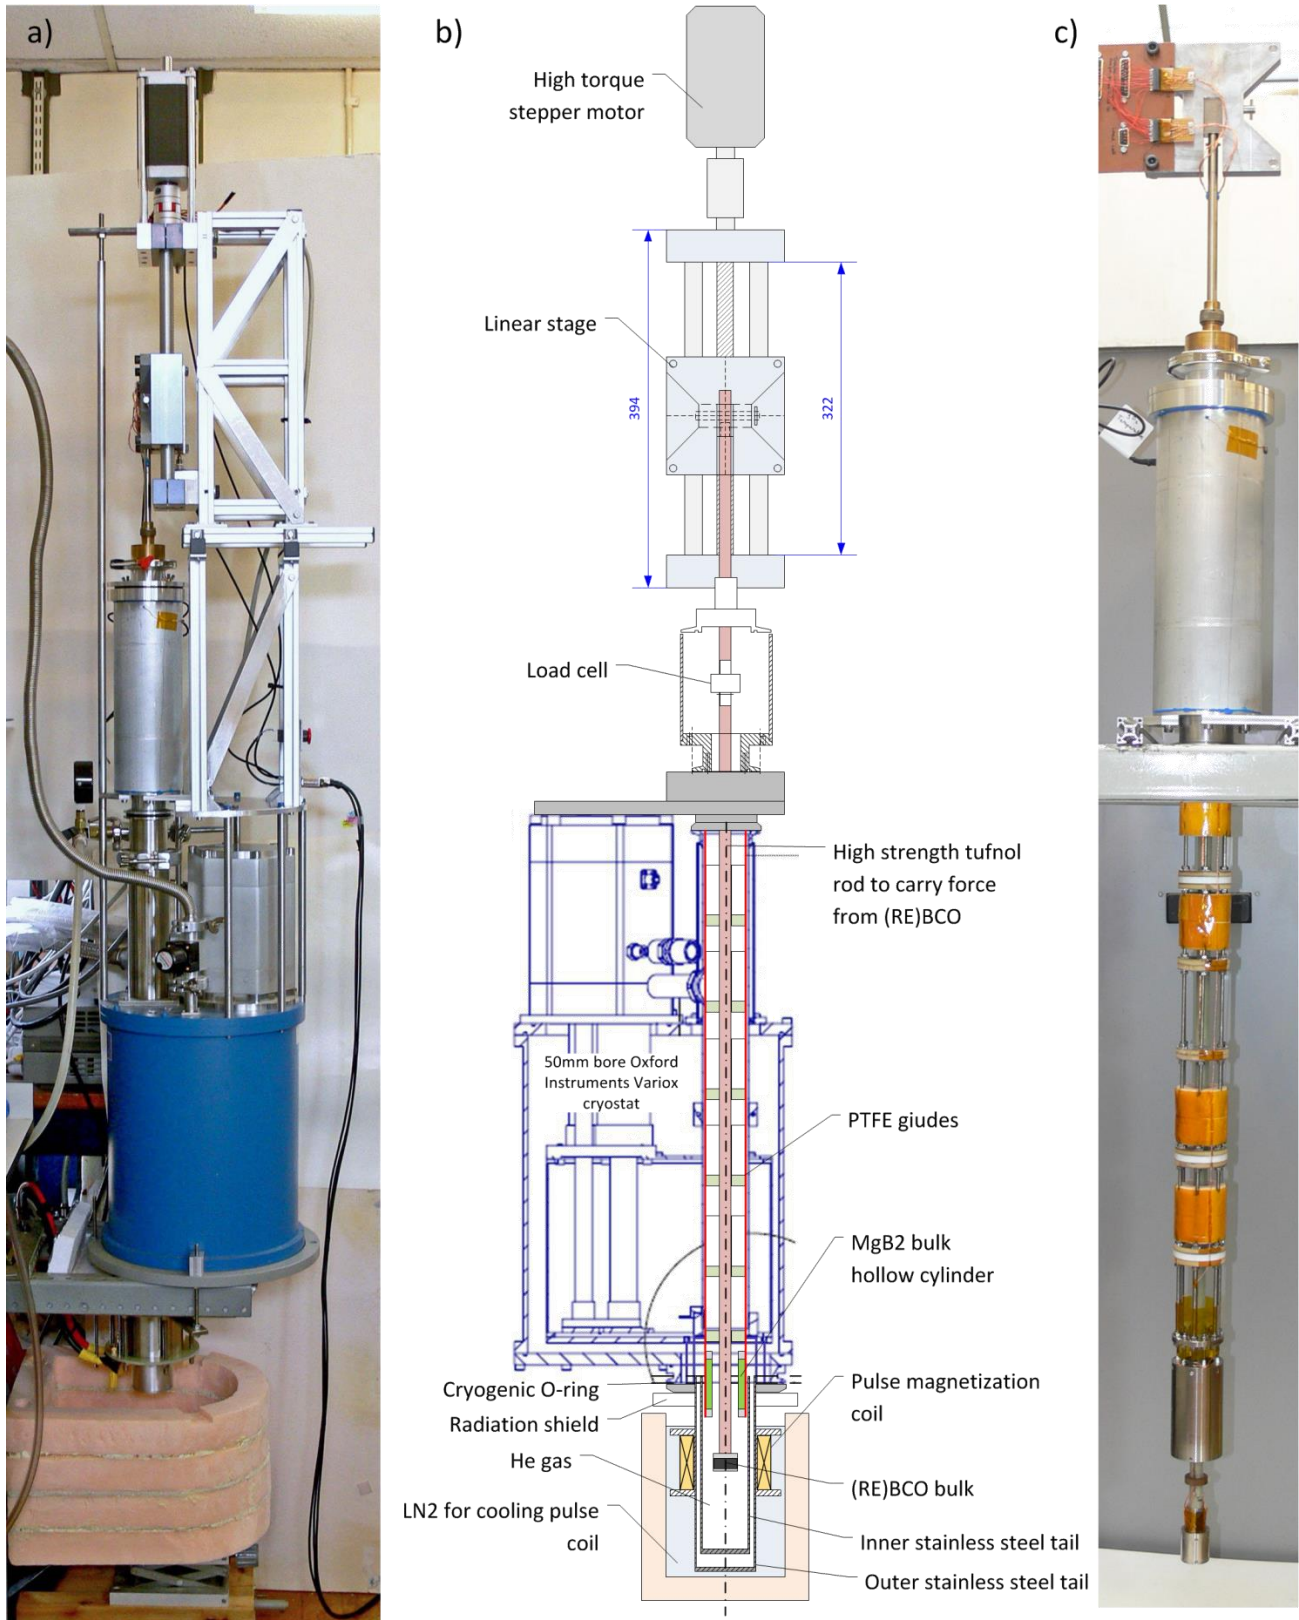 a)
b)
c)
High torque
stepper motor
Linear stage
394
322
Load cell
High strength tufnol
rod to carry force
from (RE)BCO
50mm bore Oxford
Instruments Variox
cryostat
PTFE giudes
MgB2 bulk
hollow cylinder
Cryogenic O-ring
Radiation shield
Pulse magnetization
coil
He gas
(RE)BCO bulk
LN2 for cooling pulse
coil
Inner stainless steel tail
Outer stainless steel tail